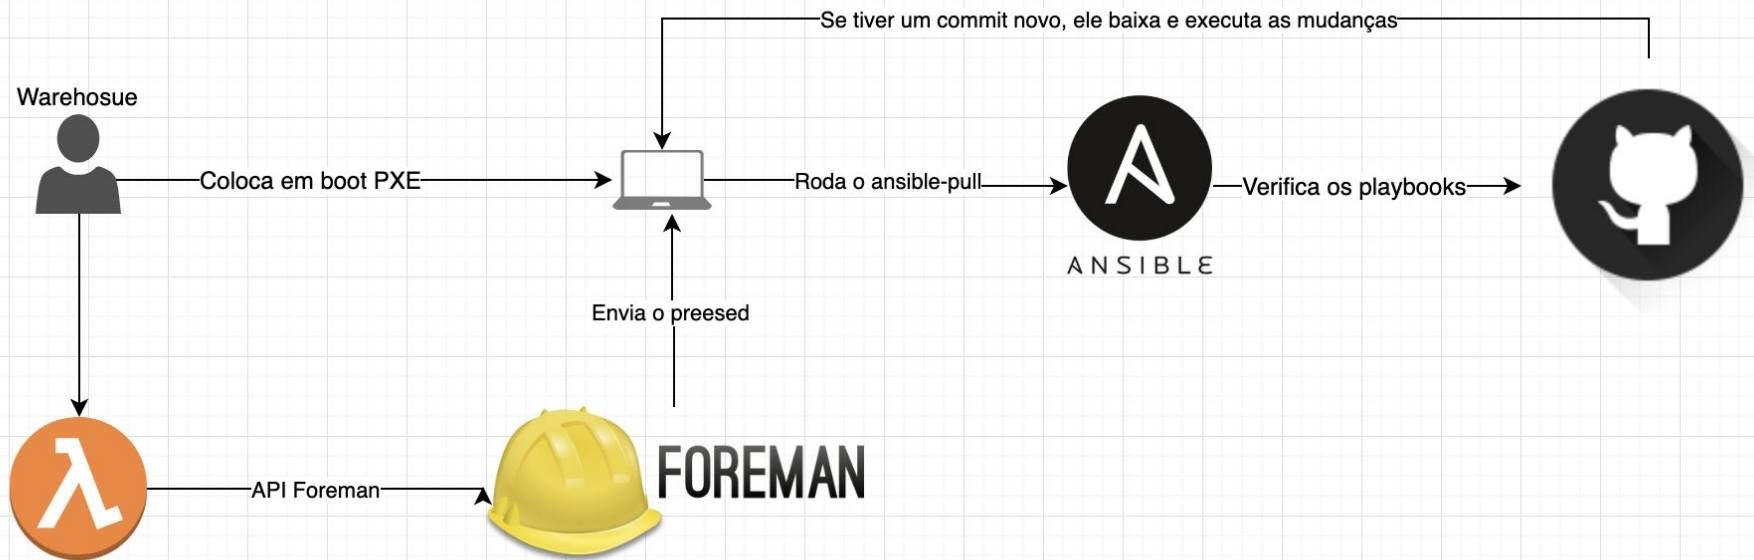 Se tiver um commit novo, ele baixa e executa as mudanças
Warehosue
Coloca em boot PXE
Roda o ansible-pull
Verifica os playbooks
ANSIBLE
Envia o preesed
API Foreman
FOREMAN